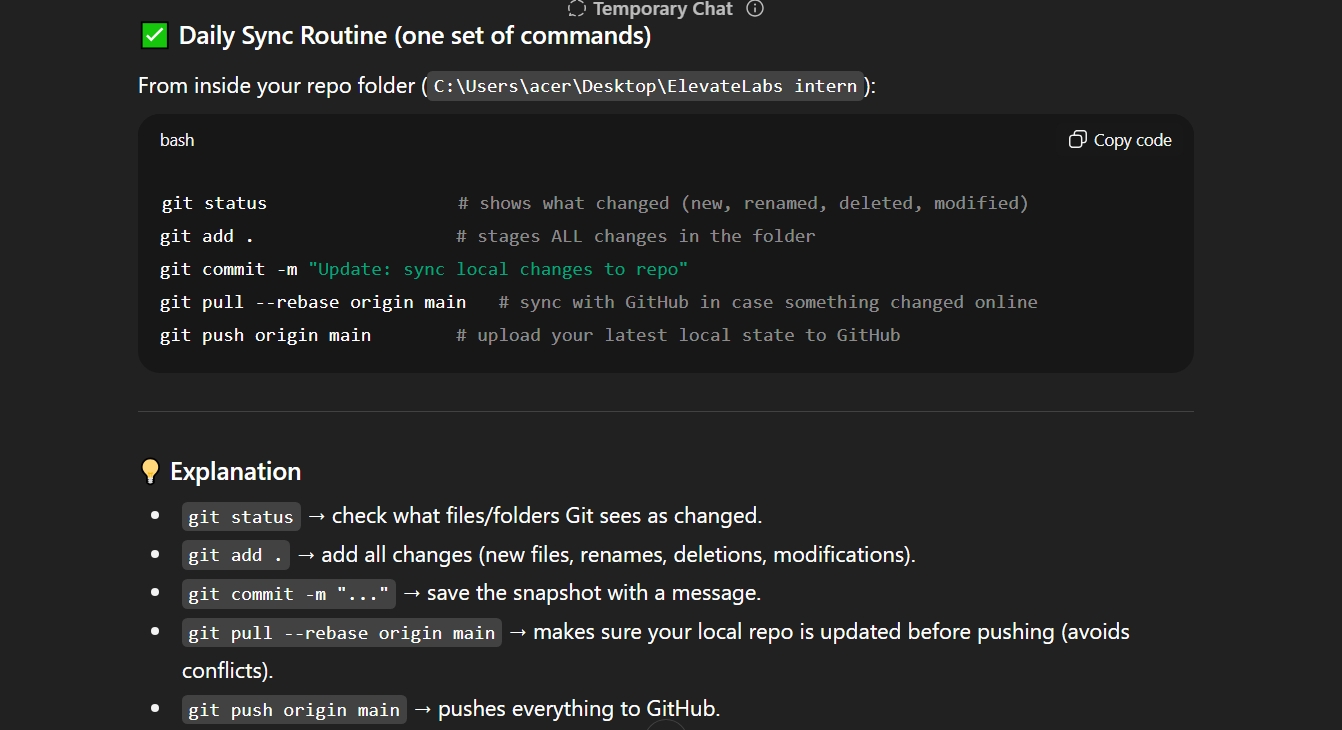 Temporary Chat
✅ Daily Sync Routine (one set of commands)
From inside your repo folder (C:\Users\acer\Desktop\ElevateLabs intern):
bash
Copy code
git status # shows what changed (new, renamed, deleted, modified)
git add . # stages ALL changes in the folder
git commit -m "Update: sync local changes to repo"
git pull --rebase origin main # sync with GitHub in case something changed online
git push origin main # upload your latest local state to GitHub
💡 Explanation
• git status → check what files/folders Git sees as changed.
• git add . → add all changes (new files, renames, deletions, modifications).
• git commit -m "..." → save the snapshot with a message.
• git pull --rebase origin main → makes sure your local repo is updated before pushing (avoids
conflicts).
• git push origin main → pushes everything to GitHub.